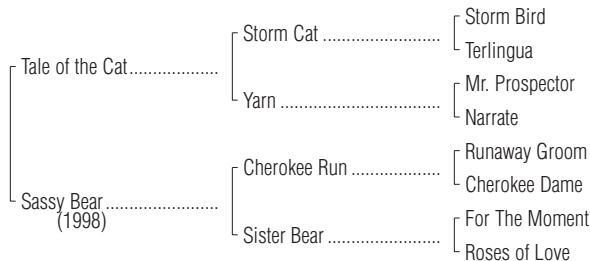 Storm Bird
Storm Cat ........................
Terlingua
Tale of the Cat..................
Mr. Prospector
Yarn ................................
Narrate
Runaway Groom
Cherokee Run ..................
Cherokee Dame
Sassy Bear.......................
(1998)
For The Moment
Sister Bear .......................
Roses of Love